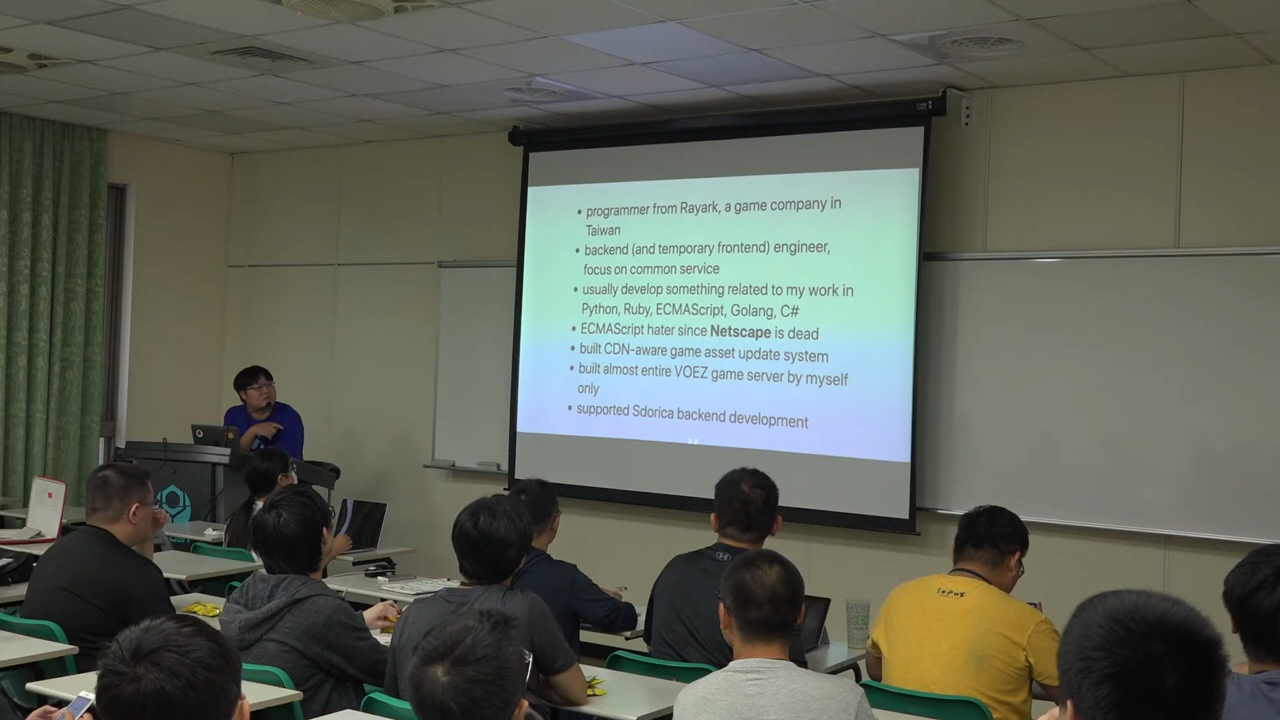 • programmer from Rayark, a game company in
Taiwan
• backend (and temporary frontend) engineer,
focus on common service
• usually develop something related to my work in
Python, Ruby, ECMAScript, Golang, C#
• ECMAScript hater since Netscape is dead
• built CDN-aware game asset update system
• built almost entire VOEZ game server by myself
only
• supported Sdorica backend development